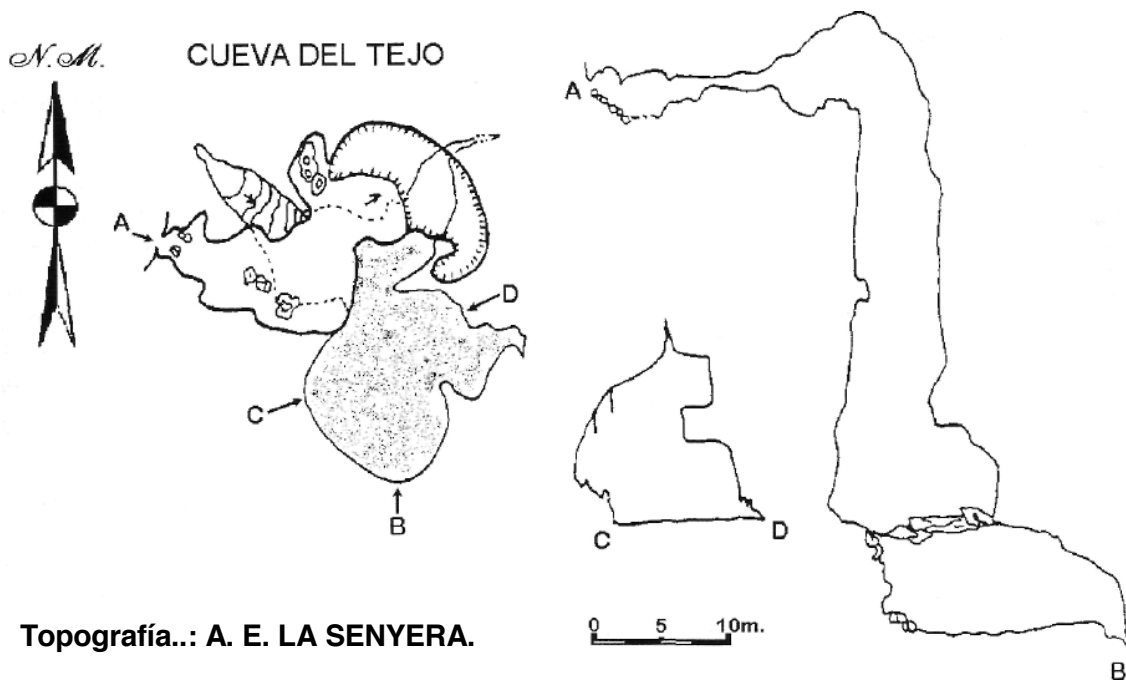 N.M.
CUEVA DEL TEJO
A
A
D
C
B
C
D
0 5 10m.
B
Topografía..: A. E. LA SENYERA.